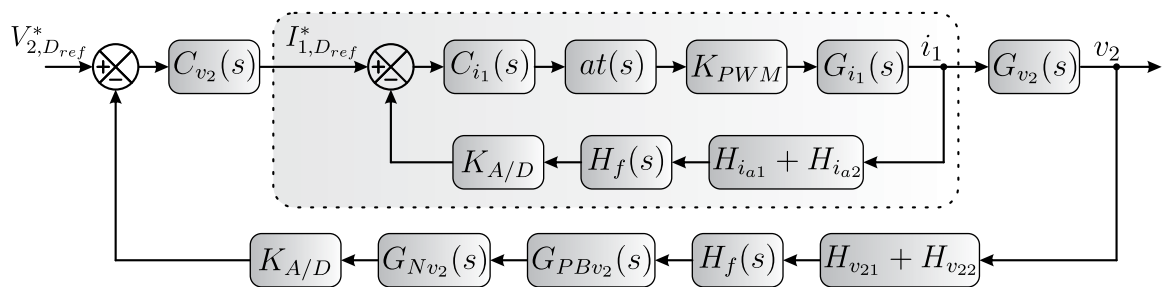 V*2,Dref
+
−
Cv2(s)
I*1,Dref
+
−
Ci1(s)
at(s)
KPWM
Gi1(s)
i1
Gv2(s)
v2
KA/D
Hf(s)
Hia1 + Hia2
KA/D
GNv2(s)
GPBv2(s)
Hf(s)
Hv21 + Hv22